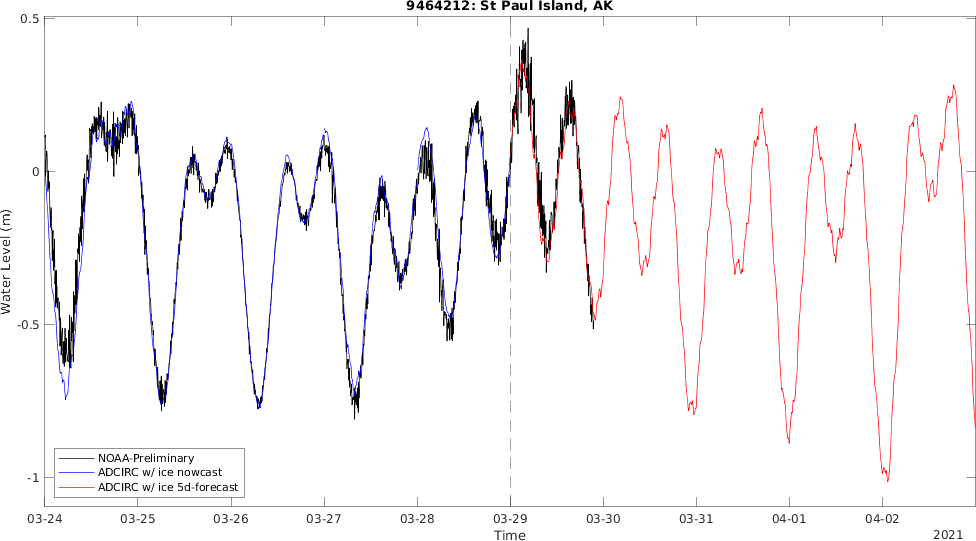 9464212: St Paul Island, AK
0.5
0
-0.5
-1
Water Level (m)
NOAA-Preliminary
ADCIRC w/ ice nowcast
ADCIRC w/ ice 5d-forecast
03-24 03-25 03-26 03-27 03-28 03-29 03-30 03-31 04-01 04-02
Time
2021